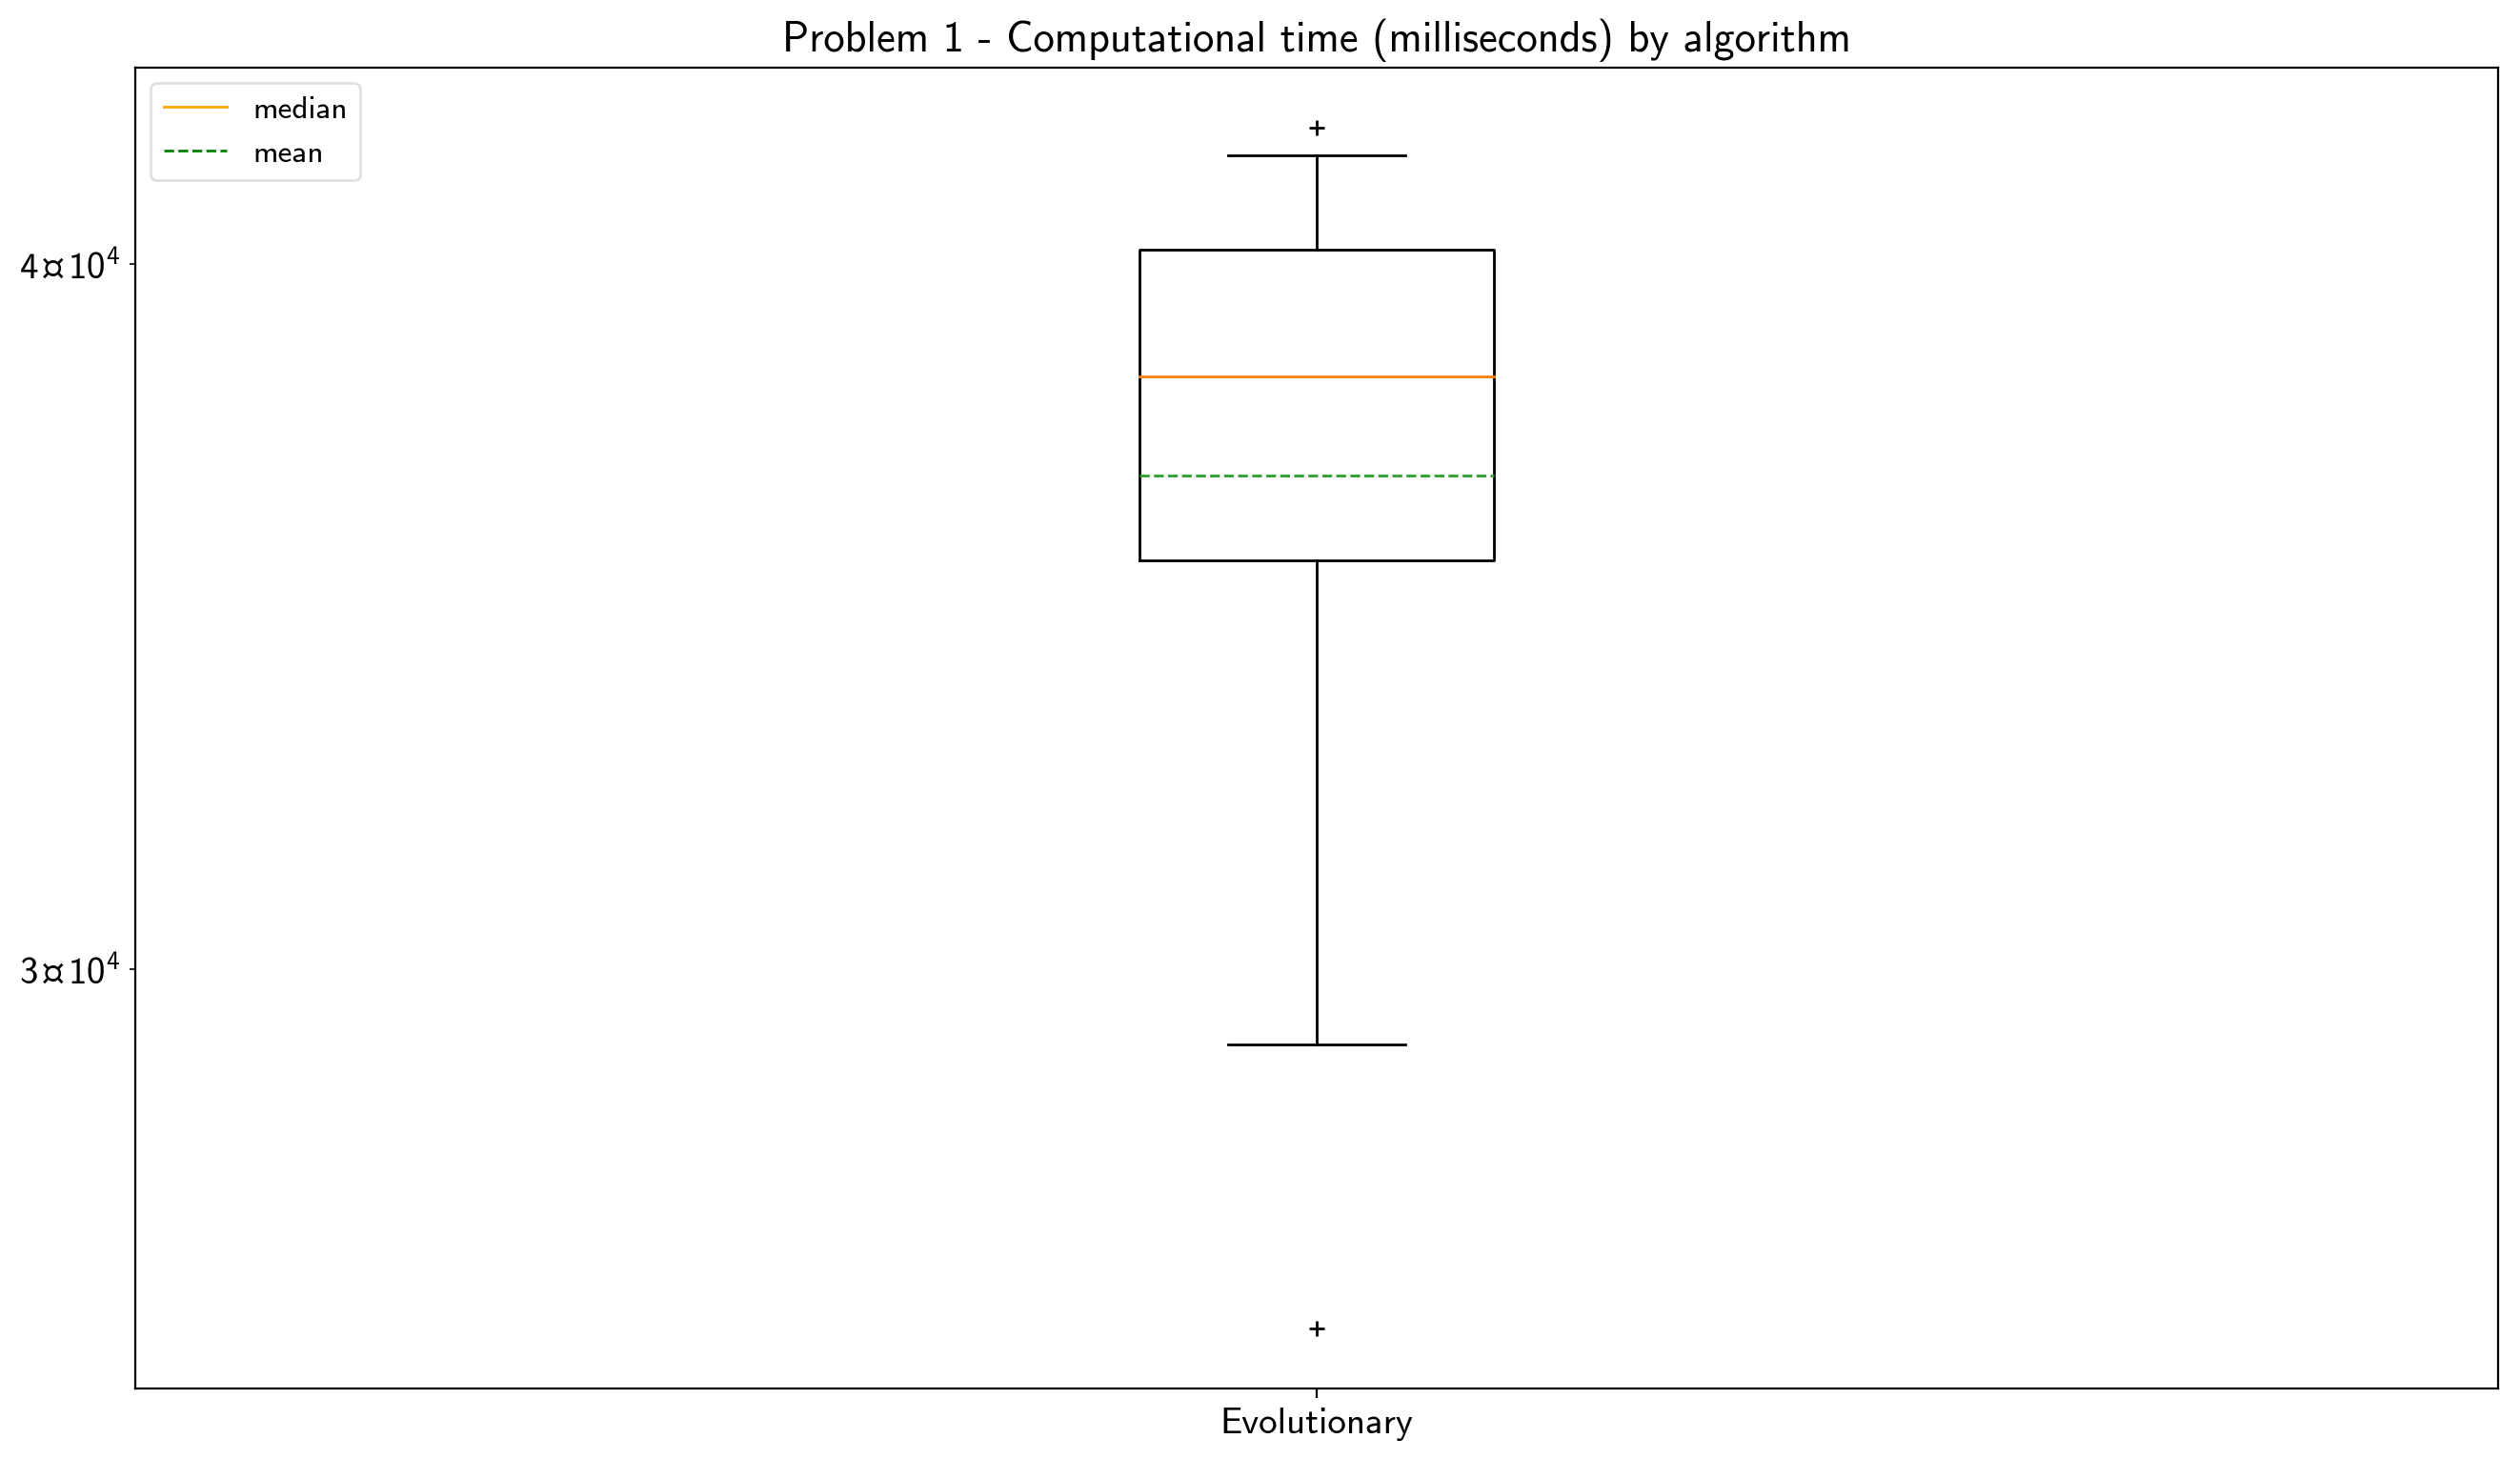 Problem 1 - Computational time (milliseconds) by algorithm
median
mean
4¤10⁴
3¤10⁴
Evolutionary